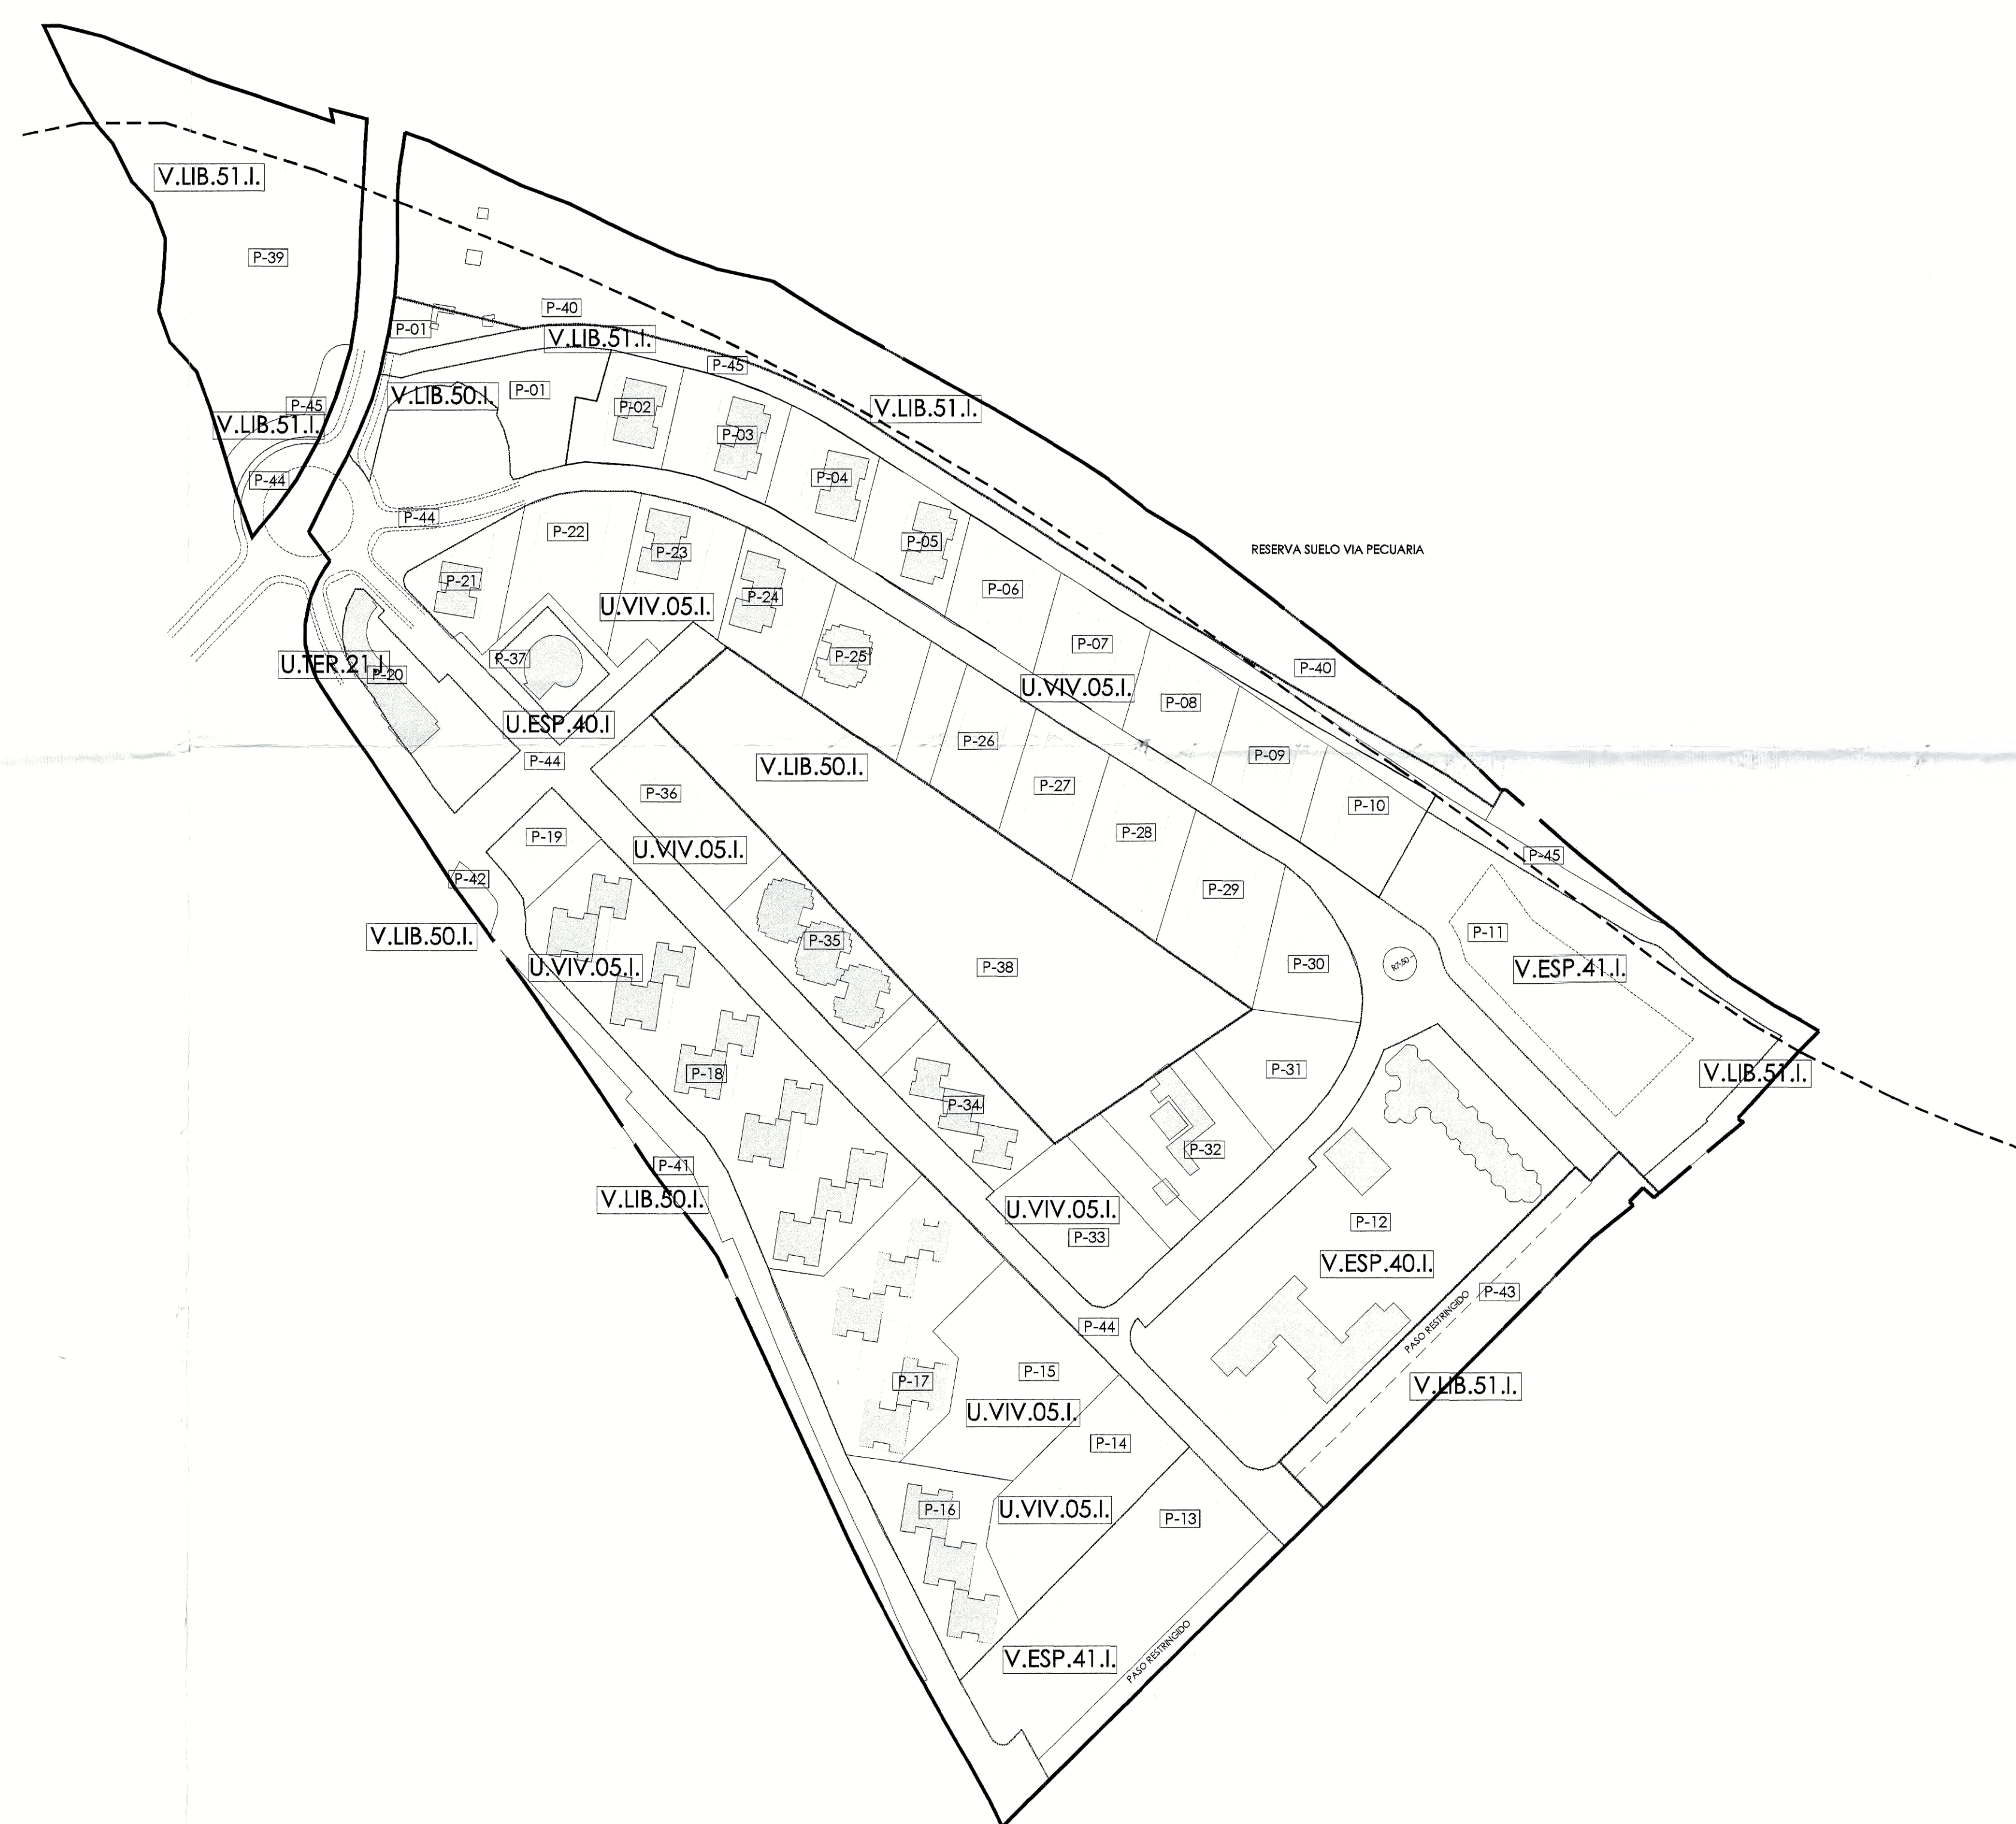 V.LIB.51.I.
P-39
P-40
P-01
V.LIB.51.I.
P-45
V.LIB.50.I.
P-01
P-45
V.LIB.51.I.
P-02
V.LIB.51.I.
P-03
P-44
P-04
P-44
P-22
P-05
P-23
RESERVA SUELO VIA PECUARIA
P-21
P-24
P-06
U.VIV.05.I.
P-07
P-37
P-25
U.TER.21.I.
P-20
P-40
U.VIV.05.I.
P-08
U.ESP.40.I
P-26
P-09
P-44
V.LIB.50.I.
P-27
P-36
P-10
P-28
P-19
U.VIV.05.I.
P-45
P-42
P-29
V.LIB.50.I.
P-35
P-11
U.VIV.05.I.
P-38
P-30
R7-50
V.ESP.41.I.
P-18
P-31
V.LIB.51.I.
P-34
P-32
P-41
V.LIB.50.I.
U.VIV.05.I.
P-33
P-12
V.ESP.40.I.
P-43
PASO RESTRINGIDO
P-44
P-15
P-17
V.LIB.51.I.
U.VIV.05.I.
P-14
P-16
U.VIV.05.I.
P-13
V.ESP.41.I.
PASO RESTRINGIDO